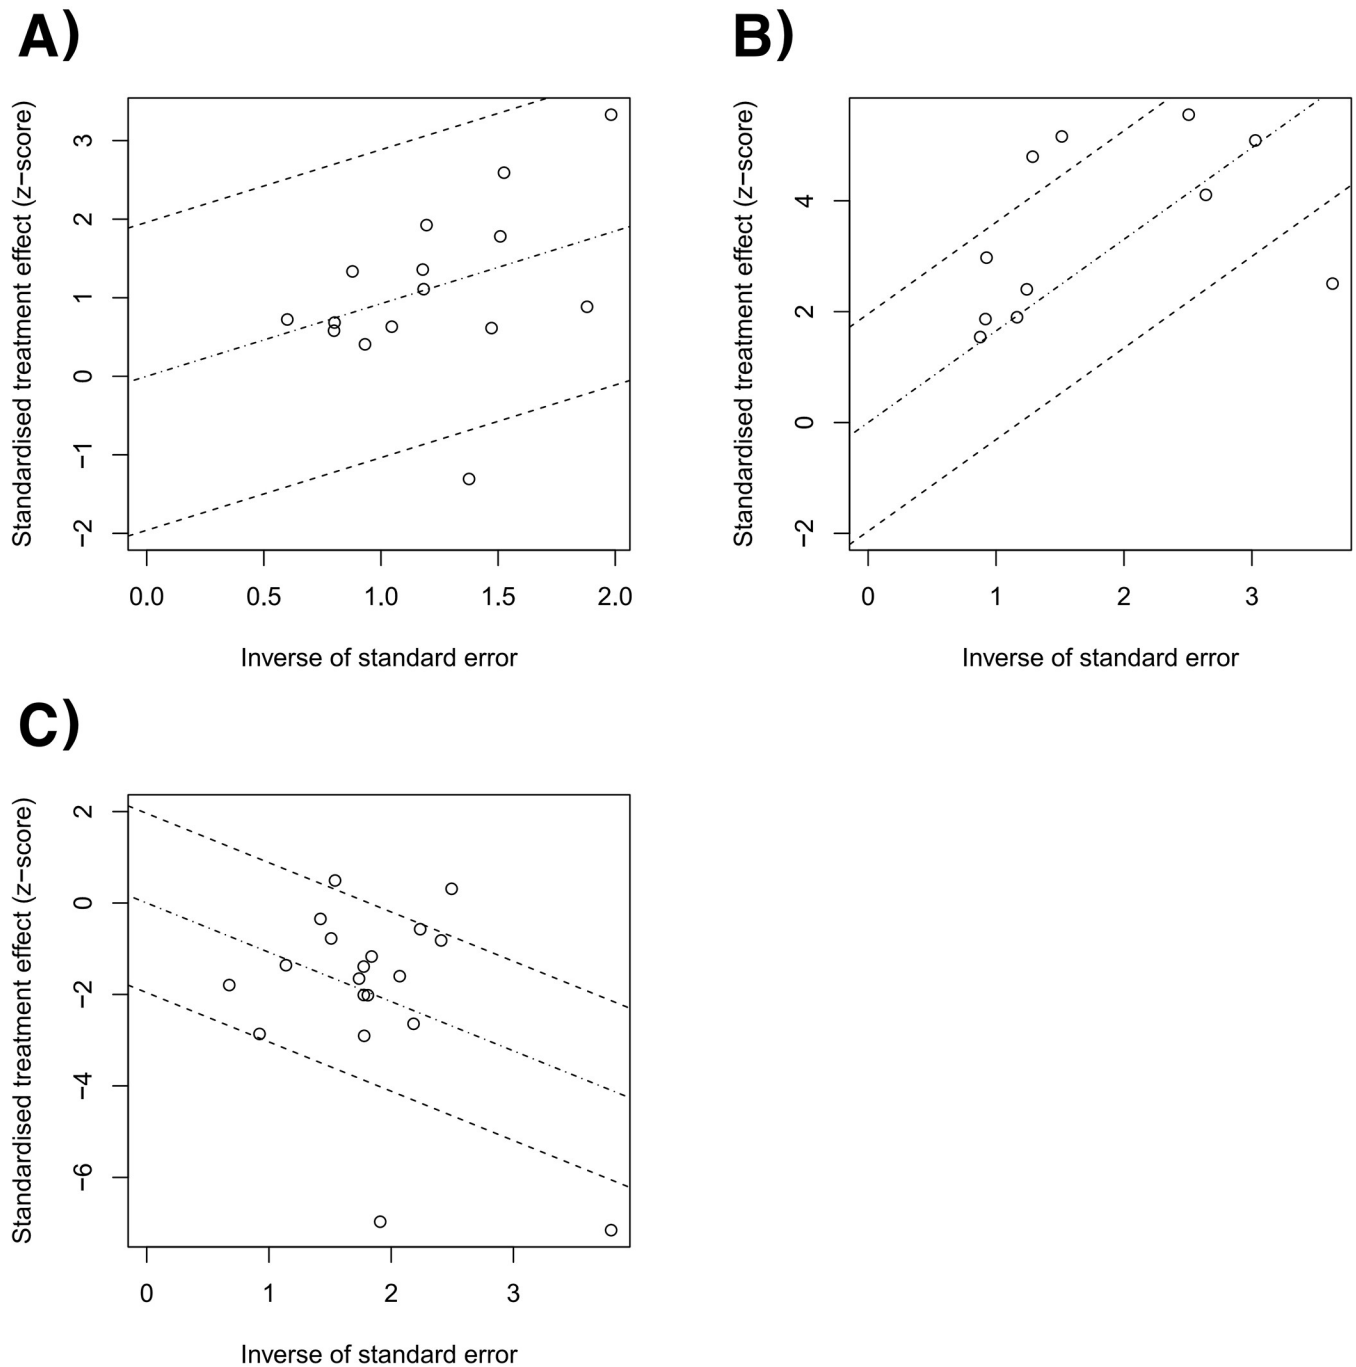 A)
Standardised treatment effect (z−score)
3
2
1
0
−1
−2
0.0 0.5 1.0 1.5 2.0
Inverse of standard error
B)
Standardised treatment effect (z−score)
4
2
0
−2
0 1 2 3
Inverse of standard error
C)
Standardised treatment effect (z−score)
2
0
−2
−4
−6
0 1 2 3
Inverse of standard error